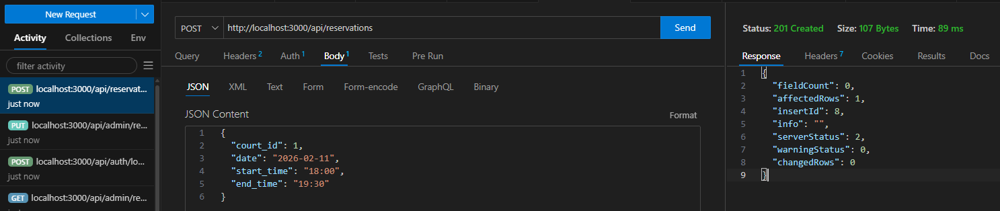 New Request
Activity Collections Env
filter activity
POST localhost:3000/api/reservat...
just now
PUT localhost:3000/api/admin/re...
just now
POST localhost:3000/api/auth/lo...
just now
GET localhost:3000/api/admin/re...
just now
POST http://localhost:3000/api/reservations Send
Query Headers 2 Auth 1 Body 1 Tests Pre Run
JSON XML Text Form Form-encode GraphQL Binary
JSON Content Format
1 {
2 "court_id": 1,
3 "date": "2026-02-11",
4 "start_time": "18:00",
5 "end_time": "19:30"
6 }
Status: 201 Created Size: 107 Bytes Time: 89 ms
Response Headers 7 Cookies Results Docs
1 {
2 "fieldCount": 0,
3 "affectedRows": 1,
4 "insertId": 8,
5 "info": "",
6 "serverStatus": 2,
7 "warningStatus": 0,
8 "changedRows": 0
9 }